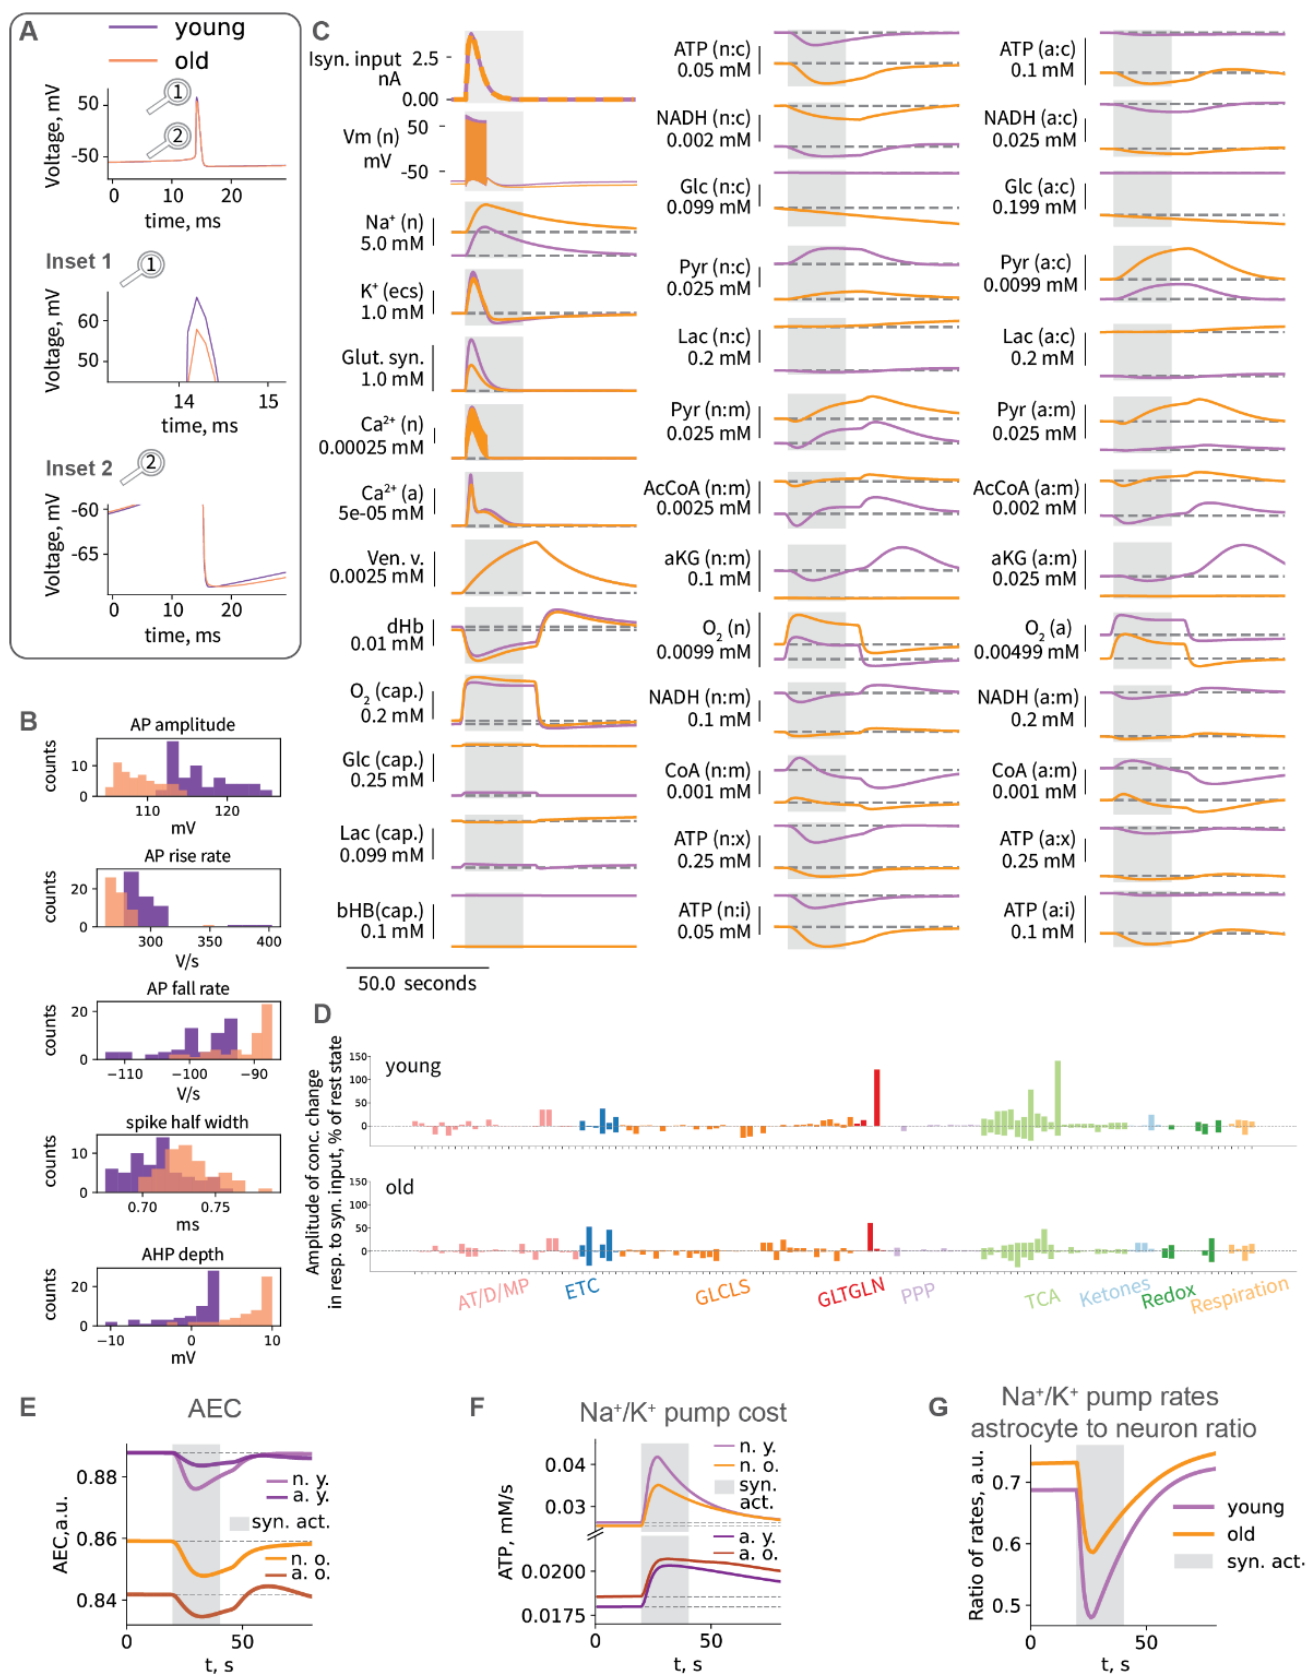 A
young
old
Voltage, mV
50
-50
1
2
0 10 20
time, ms
Inset 1
1
Voltage, mV
60
50
14 15
time, ms
Inset 2
2
Voltage, mV
-60
-65
0 10 20
time, ms
B
AP amplitude
counts
10
0
110 120
mV
AP rise rate
counts
20
0
300 350 400
V/s
AP fall rate
counts
20
0
−110 −100 −90
V/s
spike half width
counts
10
0
0.70 0.75
ms
AHP depth
counts
20
0
−10 0 10
mV
C
Isyn. input
nA
2.5
0.00
Vm (n)
mV
50
-50
Na⁺ (n)
5.0 mM
K⁺ (ecs)
1.0 mM
Glut. syn.
1.0 mM
Ca²⁺ (n)
0.00025 mM
Ca²⁺ (a)
5e-05 mM
Ven. v.
0.0025 mM
dHb
0.01 mM
O₂ (cap.)
0.2 mM
Glc (cap.)
0.25 mM
Lac (cap.)
0.099 mM
bHB(cap.)
0.1 mM
50.0 seconds
ATP (n:c)
0.05 mM
NADH (n:c)
0.002 mM
Glc (n:c)
0.099 mM
Pyr (n:c)
0.025 mM
Lac (n:c)
0.2 mM
Pyr (n:m)
0.025 mM
AcCoA (n:m)
0.0025 mM
aKG (n:m)
0.1 mM
O₂ (n)
0.0099 mM
NADH (n:m)
0.1 mM
CoA (n:m)
0.001 mM
ATP (n:x)
0.25 mM
ATP (n:i)
0.05 mM
ATP (a:c)
0.1 mM
NADH (a:c)
0.025 mM
Glc (a:c)
0.199 mM
Pyr (a:c)
0.0099 mM
Lac (a:c)
0.2 mM
Pyr (a:m)
0.025 mM
AcCoA (a:m)
0.002 mM
aKG (a:m)
0.025 mM
O₂ (a)
0.00499 mM
NADH (a:m)
0.2 mM
CoA (a:m)
0.001 mM
ATP (a:x)
0.25 mM
ATP (a:i)
0.1 mM
D
Amplitude of conc. change
in resp. to syn. input, % of rest state
150
100
50
0
young
150
100
50
0
old
AT/D/MP ETC GLCLS GLTGLN PPP TCA Ketones Redox Respiration
E
AEC
AEC,a.u.
0.88
0.86
0.84
n. y.
a. y.
syn. act.
n. o.
a. o.
0 50
t, s
F
Na⁺/K⁺ pump cost
ATP, mM/s
0.04
0.03
0.0200
0.0175
n. y.
n. o.
syn.
act.
a. y.
a. o.
0 50
t, s
G
Na⁺/K⁺ pump rates
astrocyte to neuron ratio
Ratio of rates, a.u.
0.7
0.6
0.5
young
old
syn. act.
0 50
t, s